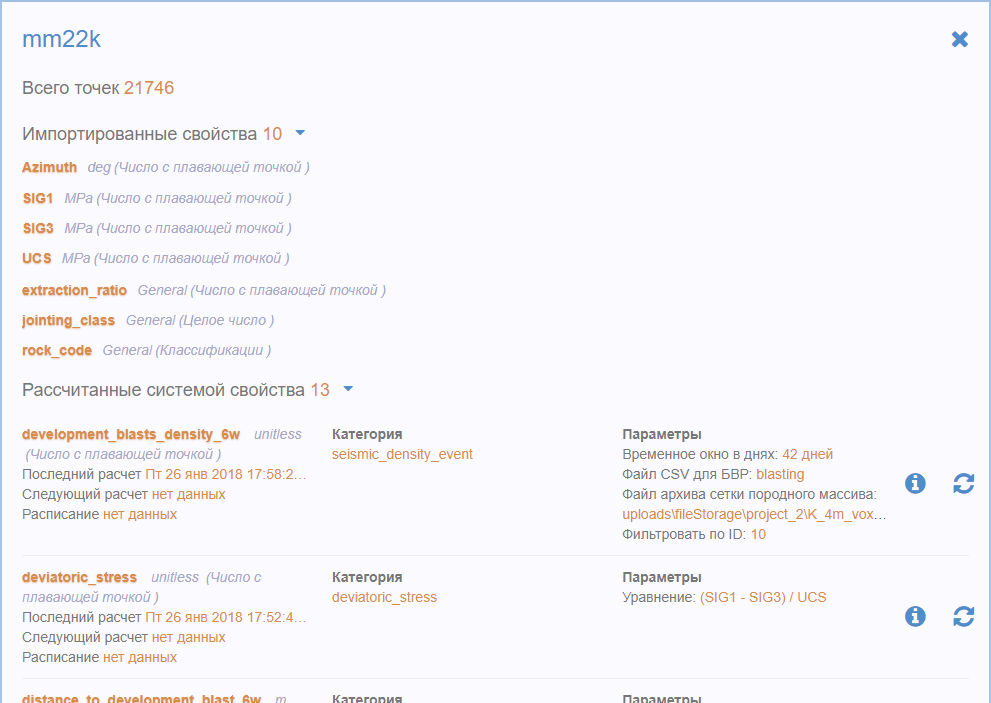 mm22k
Всего точек 21746
Импортированные свойства 10
Azimuth deg (Число с плавающей точкой )
SIG1 MPa (Число с плавающей точкой )
SIG3 MPa (Число с плавающей точкой )
UCS MPa (Число с плавающей точкой )
extraction_ratio General (Число с плавающей точкой )
jointing_class General (Целое число )
rock_code General (Классификации )
Рассчитанные системой свойства 13
development_blasts_density_6w unitless
(Число с плавающей точкой )
Последний расчет Пт 26 янв 2018 17:58:2...
Следующий расчет нет данных
Расписание нет данных
Категория
seismic_density_event
Параметры
Временное окно в днях: 42 дней
Файл CSV для БВР: blasting
Файл архива сетки породного массива:
uploads\fileStorage\project_2\K_4m_vox...
Фильтровать по ID: 10
deviatoric_stress unitless (Число с
плавающей точкой )
Последний расчет Пт 26 янв 2018 17:52:4...
Следующий расчет нет данных
Расписание нет данных
Категория
deviatoric_stress
Параметры
Уравнение: (SIG1 - SIG3) / UCS
distance_to_development_blast_6w m
Категория
Параметры